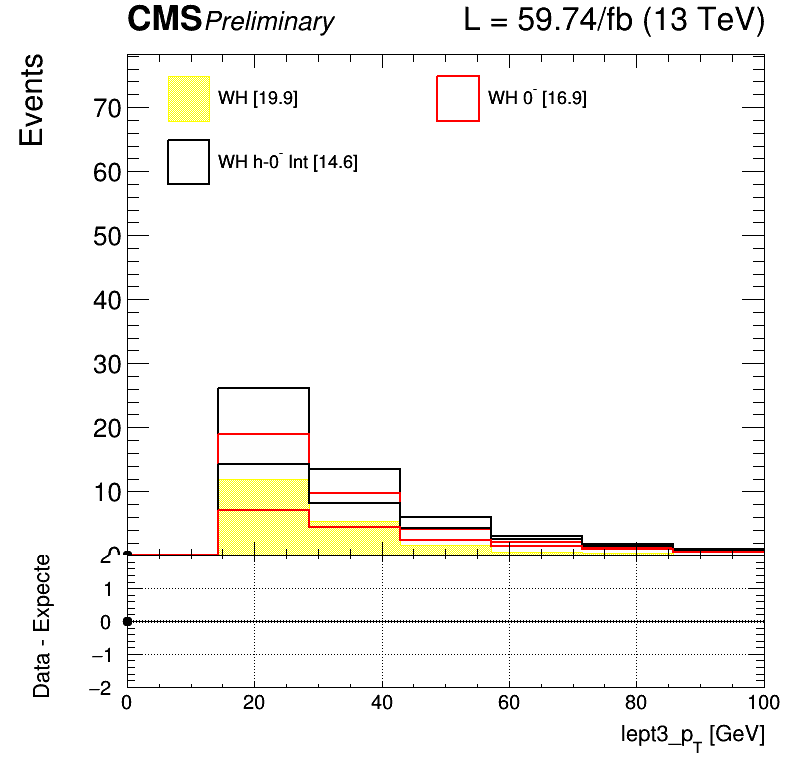 CMS Preliminary L = 59.74/fb (13 TeV)
Events
WH [19.9]
WH 0⁻ [16.9]
WH h-0⁻ Int [14.6]
70
60
50
40
30
20
10
0
Data - Expecte
2
1
0
−1
−2
0 20 40 60 80 100
lept3_p_T [GeV]